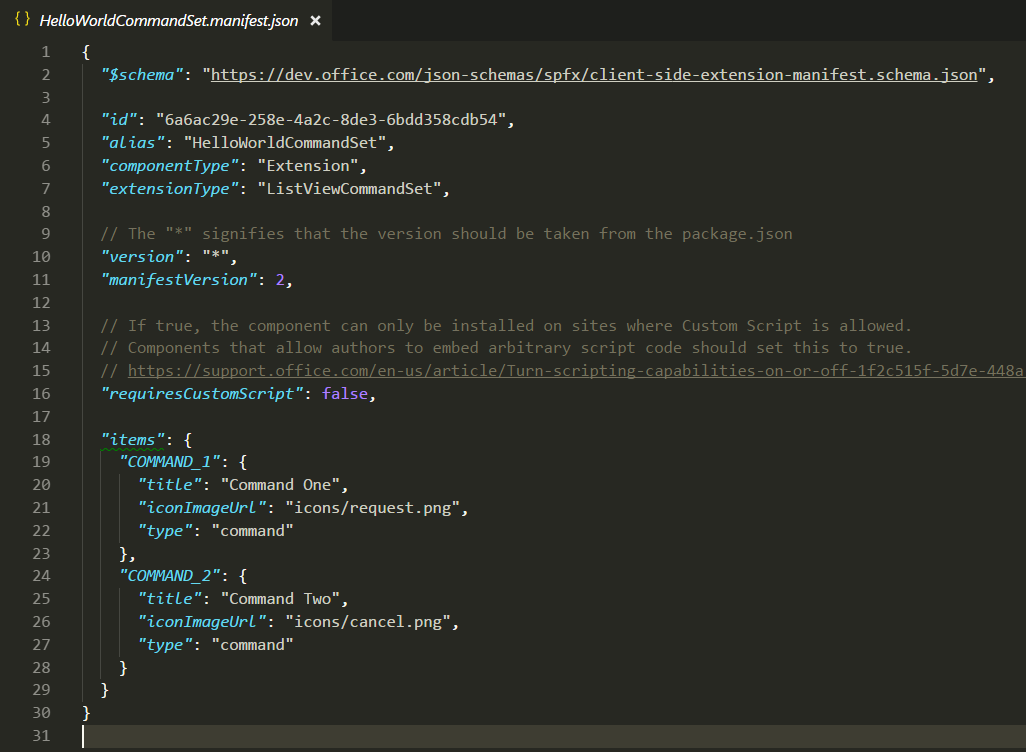 {} HelloWorldCommandSet.manifest.json ×
1 {
2 "$schema": "https://dev.office.com/json-schemas/spfx/client-side-extension-manifest.schema.json",
3
4 "id": "6a6ac29e-258e-4a2c-8de3-6bdd358cdb54",
5 "alias": "HelloWorldCommandSet",
6 "componentType": "Extension",
7 "extensionType": "ListViewCommandSet",
8
9 // The "*" signifies that the version should be taken from the package.json
10 "version": "*",
11 "manifestVersion": 2,
12
13 // If true, the component can only be installed on sites where Custom Script is allowed.
14 // Components that allow authors to embed arbitrary script code should set this to true.
15 // https://support.office.com/en-us/article/Turn-scripting-capabilities-on-or-off-1f2c515f-5d7e-448a
16 "requiresCustomScript": false,
17
18 "items": {
19 "COMMAND_1": {
20 "title": "Command One",
21 "iconImageUrl": "icons/request.png",
22 "type": "command"
23 },
24 "COMMAND_2": {
25 "title": "Command Two",
26 "iconImageUrl": "icons/cancel.png",
27 "type": "command"
28 }
29 }
30 }
31